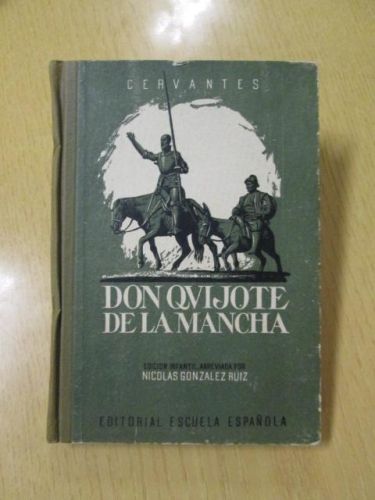 CERVANTES
DON QVIJOTE
DE LA MANCHA
EDICION INFANTIL, ABREVIADA POR
NICOLAS GONZALEZ RUIZ
EDITORIAL ESCUELA ESPAÑOLA